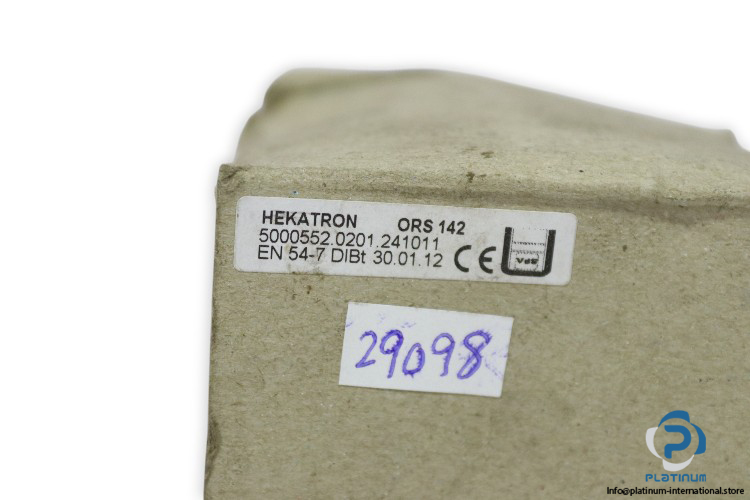 HEKATRON ORS 142
5000552.0201.241011
EN 54-7 DIBt 30.01.12 CE
29098
PLATINUM
Info@platinum-international.store